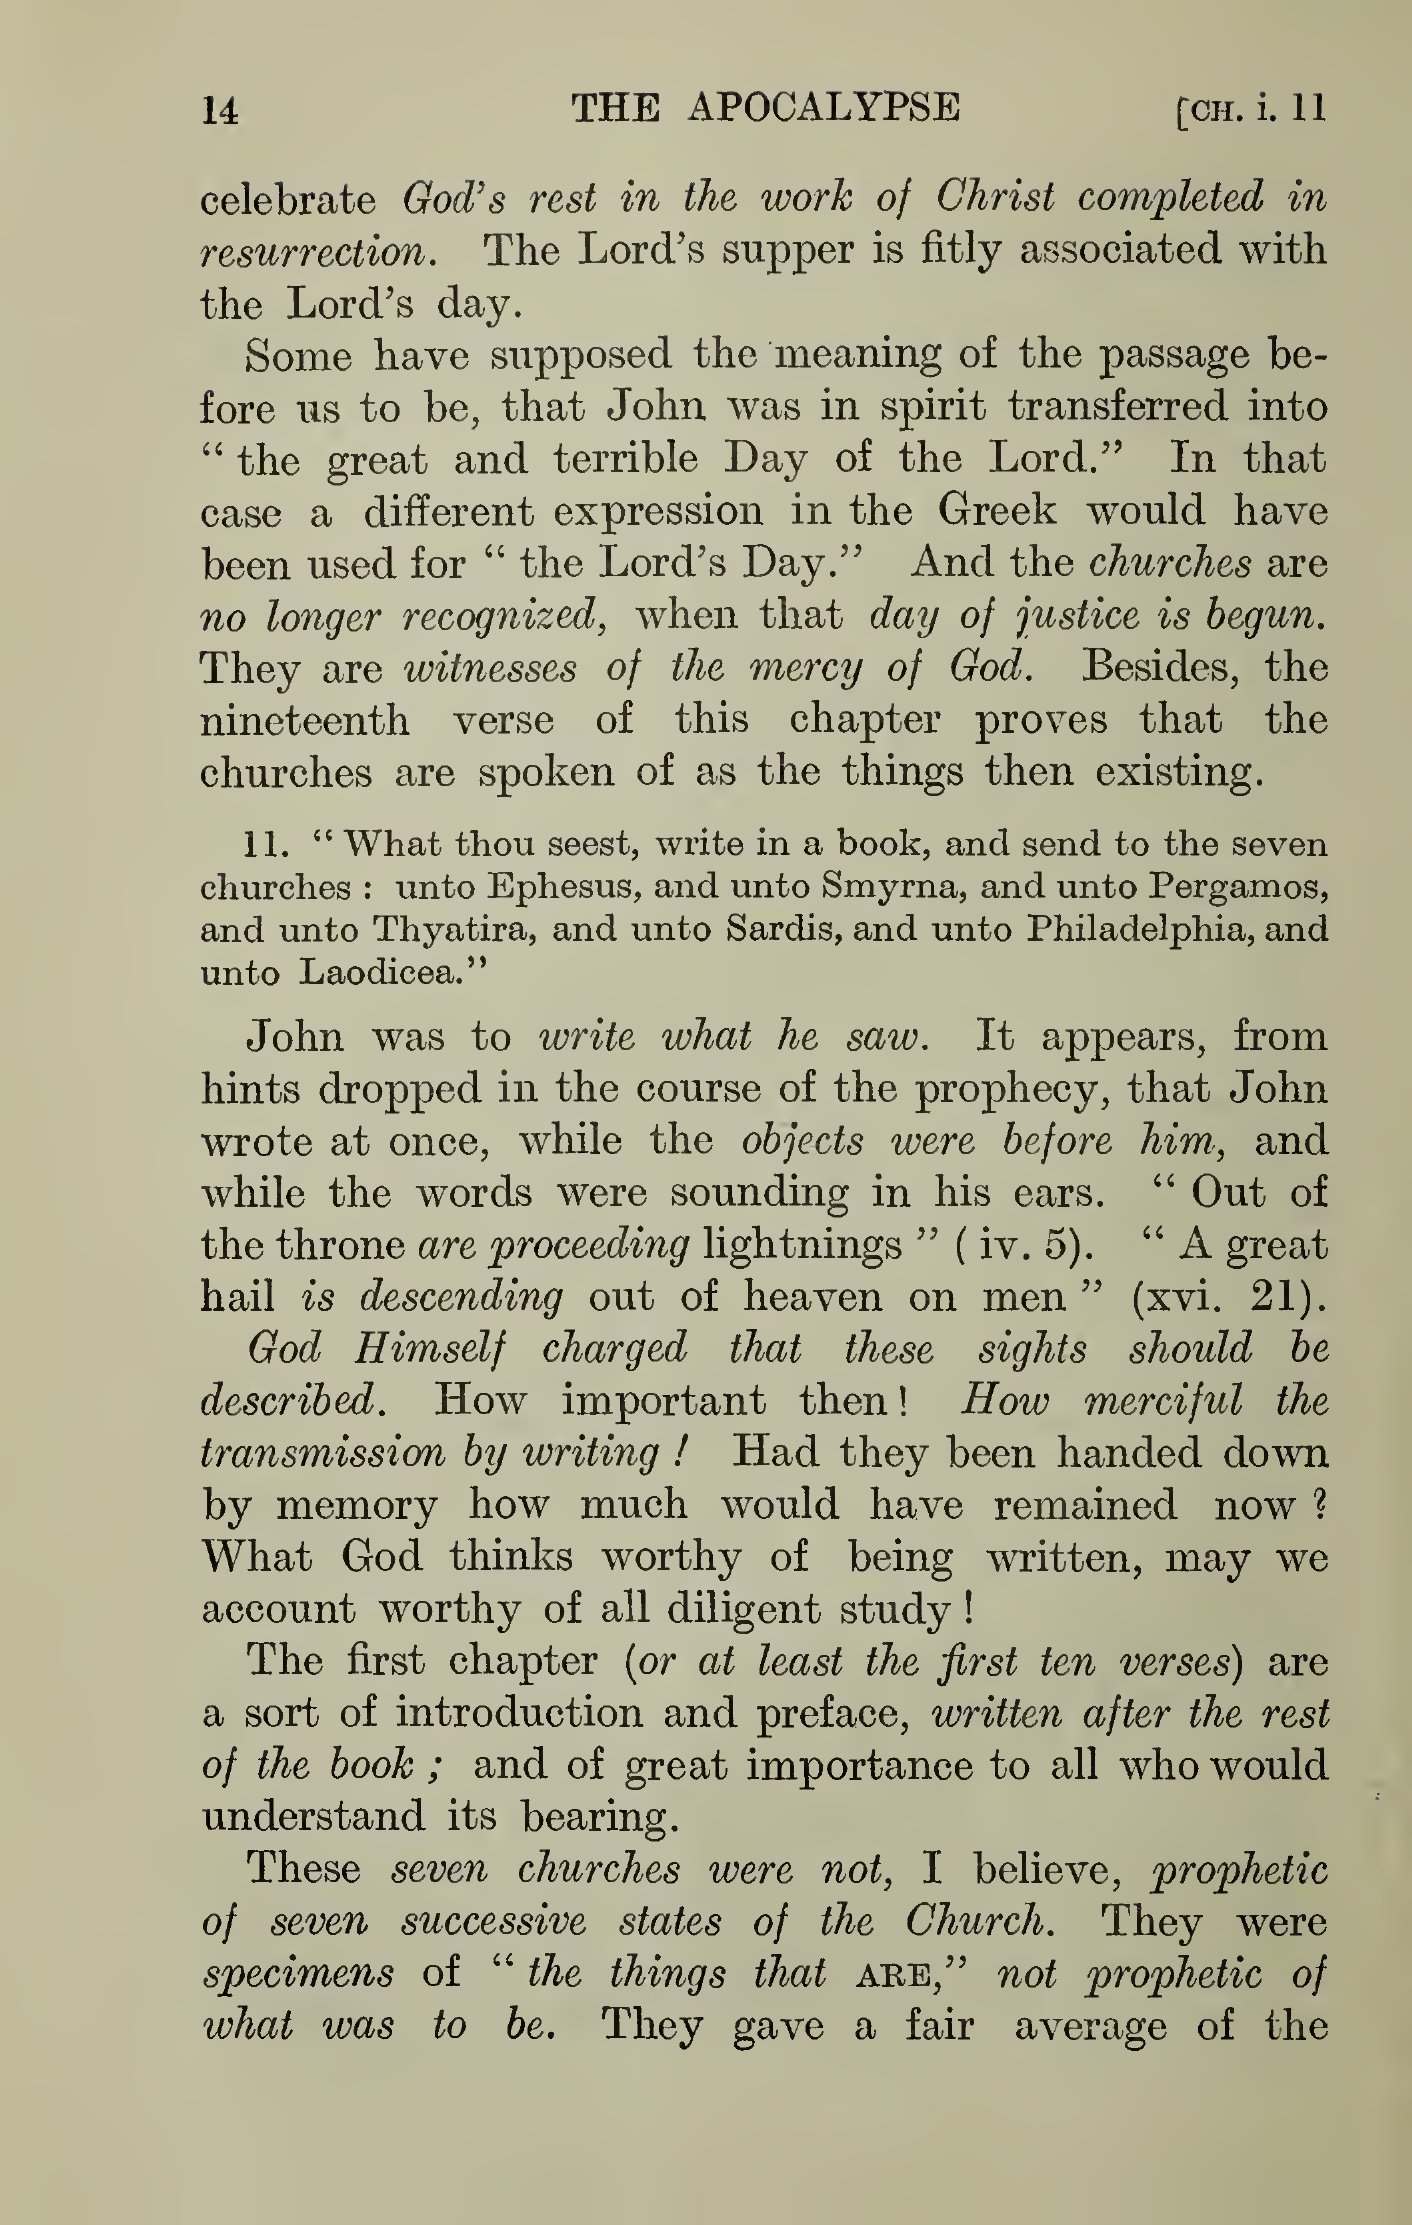 14 THE APOCALYPSE [CH. i. 11
celebrate God's rest in the work of Christ completed in
resurrection. The Lord's supper is fitly associated with
the Lord's day.
Some have supposed the meaning of the passage be-
fore us to be, that John was in spirit transferred into
“ the great and terrible Day of the Lord.” In that
case a different expression in the Greek would have
been used for “ the Lord's Day.” And the churches are
no longer recognized, when that day of justice is begun.
They are witnesses of the mercy of God. Besides, the
nineteenth verse of this chapter proves that the
churches are spoken of as the things then existing.
11. “ What thou seest, write in a book, and send to the seven
churches : unto Ephesus, and unto Smyrna, and unto Pergamos,
and unto Thyatira, and unto Sardis, and unto Philadelphia, and
unto Laodicea.”
John was to write what he saw. It appears, from
hints dropped in the course of the prophecy, that John
wrote at once, while the objects were before him, and
while the words were sounding in his ears. “ Out of
the throne are proceeding lightnings ” ( iv. 5). “ A great
hail is descending out of heaven on men ” (xvi. 21).
God Himself charged that these sights should be
described. How important then! How merciful the
transmission by writing ! Had they been handed down
by memory how much would have remained now ?
What God thinks worthy of being written, may we
account worthy of all diligent study !
The first chapter (or at least the first ten verses) are
a sort of introduction and preface, written after the rest
of the book ; and of great importance to all who would
understand its bearing.
These seven churches were not, I believe, prophetic
of seven successive states of the Church. They were
specimens of “ the things that ARE,” not prophetic of
what was to be. They gave a fair average of the